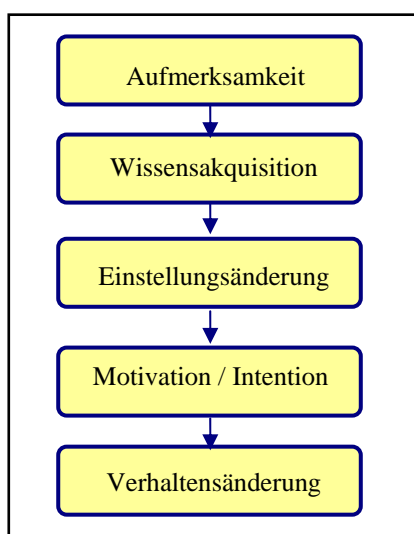 Aufmerksamkeit
Wissensakquisition
Einstellungsänderung
Motivation / Intention
Verhaltensänderung